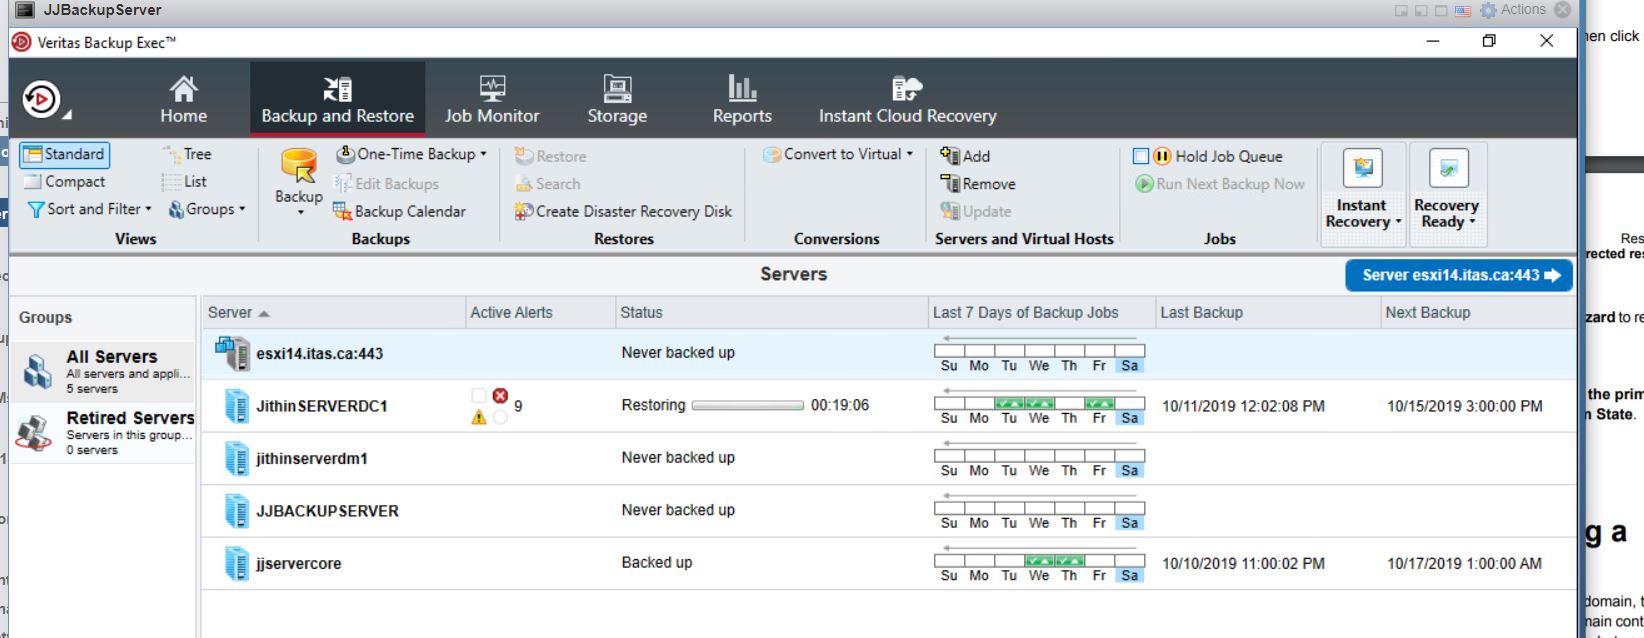 JJBackupServer
Actions
Veritas Backup Exec™
Home
Backup and Restore
Job Monitor
Storage
Reports
Instant Cloud Recovery
Standard
Tree
Compact
List
Sort and Filter
Groups
Views
Backup
One-Time Backup
Edit Backups
Backup Calendar
Backups
Restore
Search
Create Disaster Recovery Disk
Restores
Convert to Virtual
Conversions
Add
Remove
Update
Servers and Virtual Hosts
Hold Job Queue
Run Next Backup Now
Jobs
Instant
Recovery
Recovery
Ready
Servers
Server esxi14.itas.ca:443
Groups
All Servers
All servers and appli...
5 servers
Retired Servers
Servers in this group...
0 servers
Server Active Alerts Status Last 7 Days of Backup Jobs Last Backup Next Backup
esxi14.itas.ca:443 Never backed up
Su Mo Tu We Th Fr Sa
JithinSERVERDC1 9 Restoring 00:19:06 10/11/2019 12:02:08 PM 10/15/2019 3:00:00 PM
Su Mo Tu We Th Fr Sa
jithinserverdm1 Never backed up
Su Mo Tu We Th Fr Sa
JJBACKUPSERVER Never backed up
Su Mo Tu We Th Fr Sa
jjservercore Backed up 10/10/2019 11:00:02 PM 10/17/2019 1:00:00 AM
Su Mo Tu We Th Fr Sa
hen click
Res
rected res
zard to re
the prim
n State.
g a
domain, t
main cont